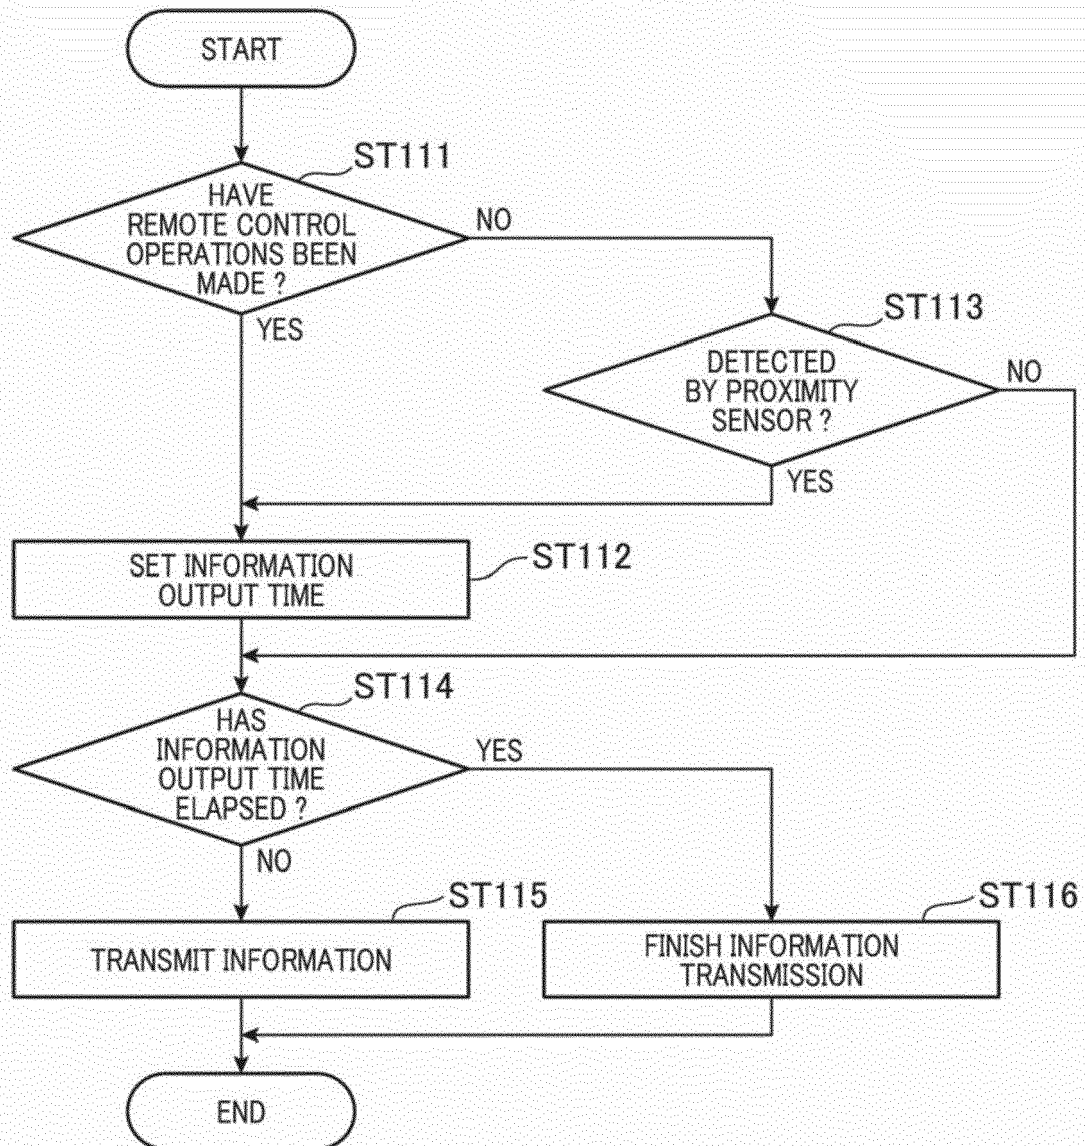 START
ST111
HAVE
REMOTE CONTROL
OPERATIONS BEEN
MADE ?
NO
YES
ST113
DETECTED
BY PROXIMITY
SENSOR ?
NO
YES
SET INFORMATION
OUTPUT TIME
ST112
ST114
HAS
INFORMATION
OUTPUT TIME
ELAPSED ?
YES
NO
ST115
TRANSMIT INFORMATION
ST116
FINISH INFORMATION
TRANSMISSION
END